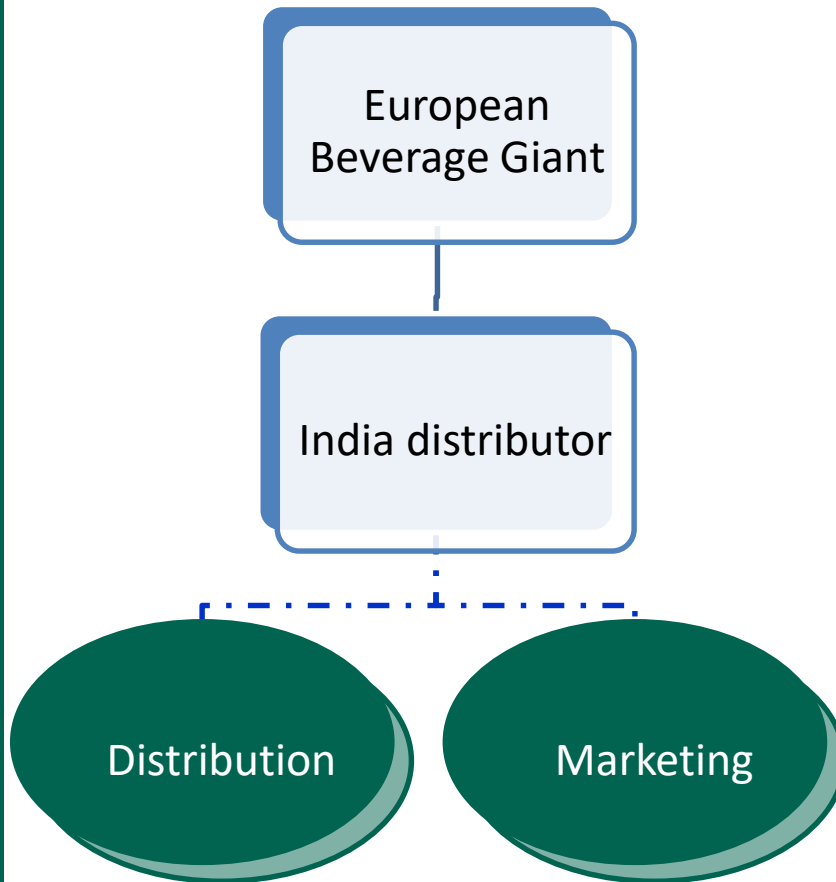 European
Beverage Giant
India distributor
Distribution
Marketing